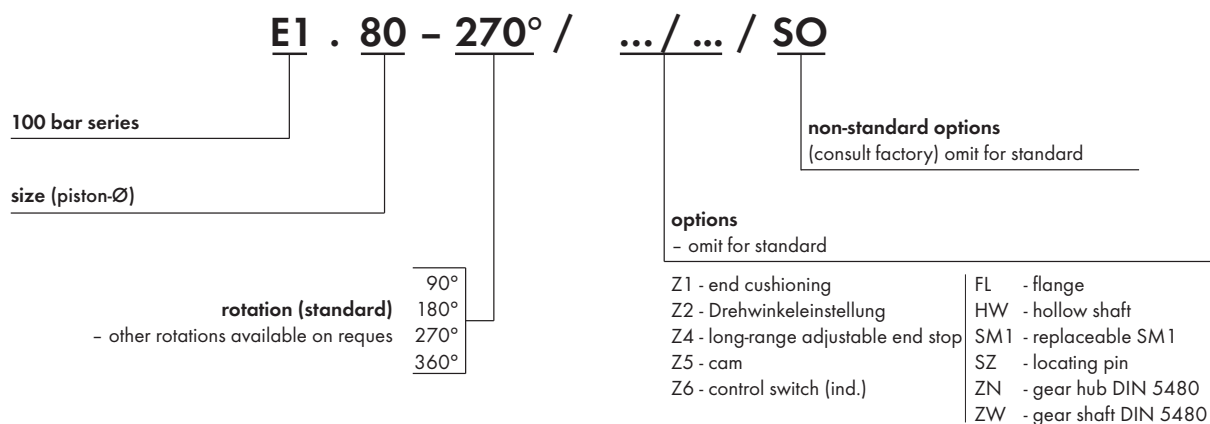 E1 . 80 – 270° / ... / ... / SO
100 bar series
size (piston-Ø)
rotation (standard)
– other rotations available on reques
90°
180°
270°
360°
non-standard options
(consult factory) omit for standard
options
– omit for standard
Z1 - end cushioning
Z2 - Drehwinkeleinstellung
Z4 - long-range adjustable end stop
Z5 - cam
Z6 - control switch (ind.)
FL - flange
HW - hollow shaft
SM1 - replaceable SM1
SZ - locating pin
ZN - gear hub DIN 5480
ZW - gear shaft DIN 5480